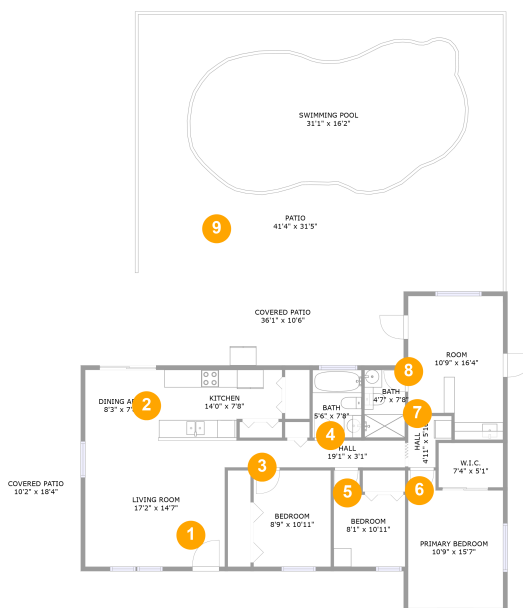 SWIMMING POOL
31'1" x 16'2"
9
PATIO
41'4" x 31'5"
COVERED PATIO
36'1" x 10'6"
ROOM
10'9" x 16'4"
8
BATH
4'7" x 7'8"
KITCHEN
14'0" x 7'8"
2
DINING
8'3" x
BATH
5'6" x 7'8"
7
4
HALL
4'11" x
HALL
19'1" x 3'1"
3
W.I.C.
7'4" x 5'1"
COVERED PATIO
10'2" x 18'4"
5
6
LIVING ROOM
17'2" x 14'7"
1
BEDROOM
8'9" x 10'11"
BEDROOM
8'1" x 10'11"
PRIMARY BEDROOM
10'9" x 15'7"